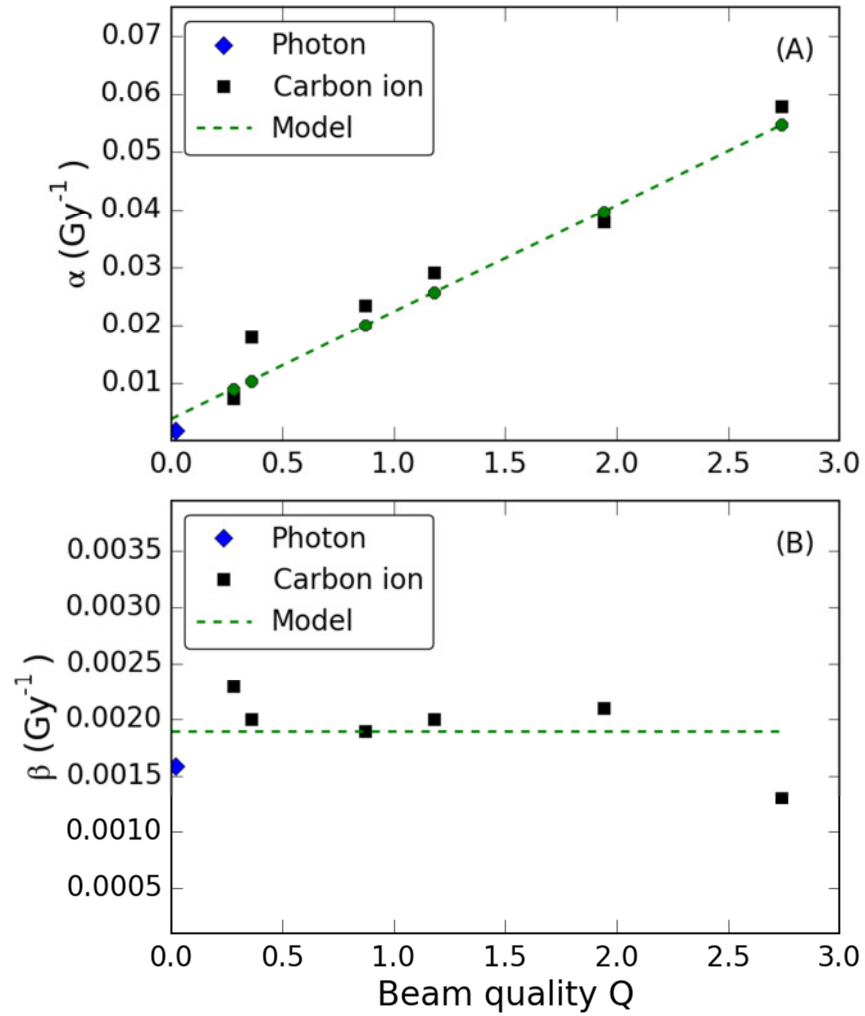 0.07
0.06
0.05
0.04
0.03
0.02
0.01
α (Gy⁻¹ )
Photon
Carbon ion
Model
(A)
0.0 0.5 1.0 1.5 2.0 2.5 3.0
0.0035
0.0030
0.0025
0.0020
0.0015
0.0010
0.0005
β (Gy⁻¹ )
Photon
Carbon ion
Model
(B)
0.0 0.5 1.0 1.5 2.0 2.5 3.0
Beam quality Q